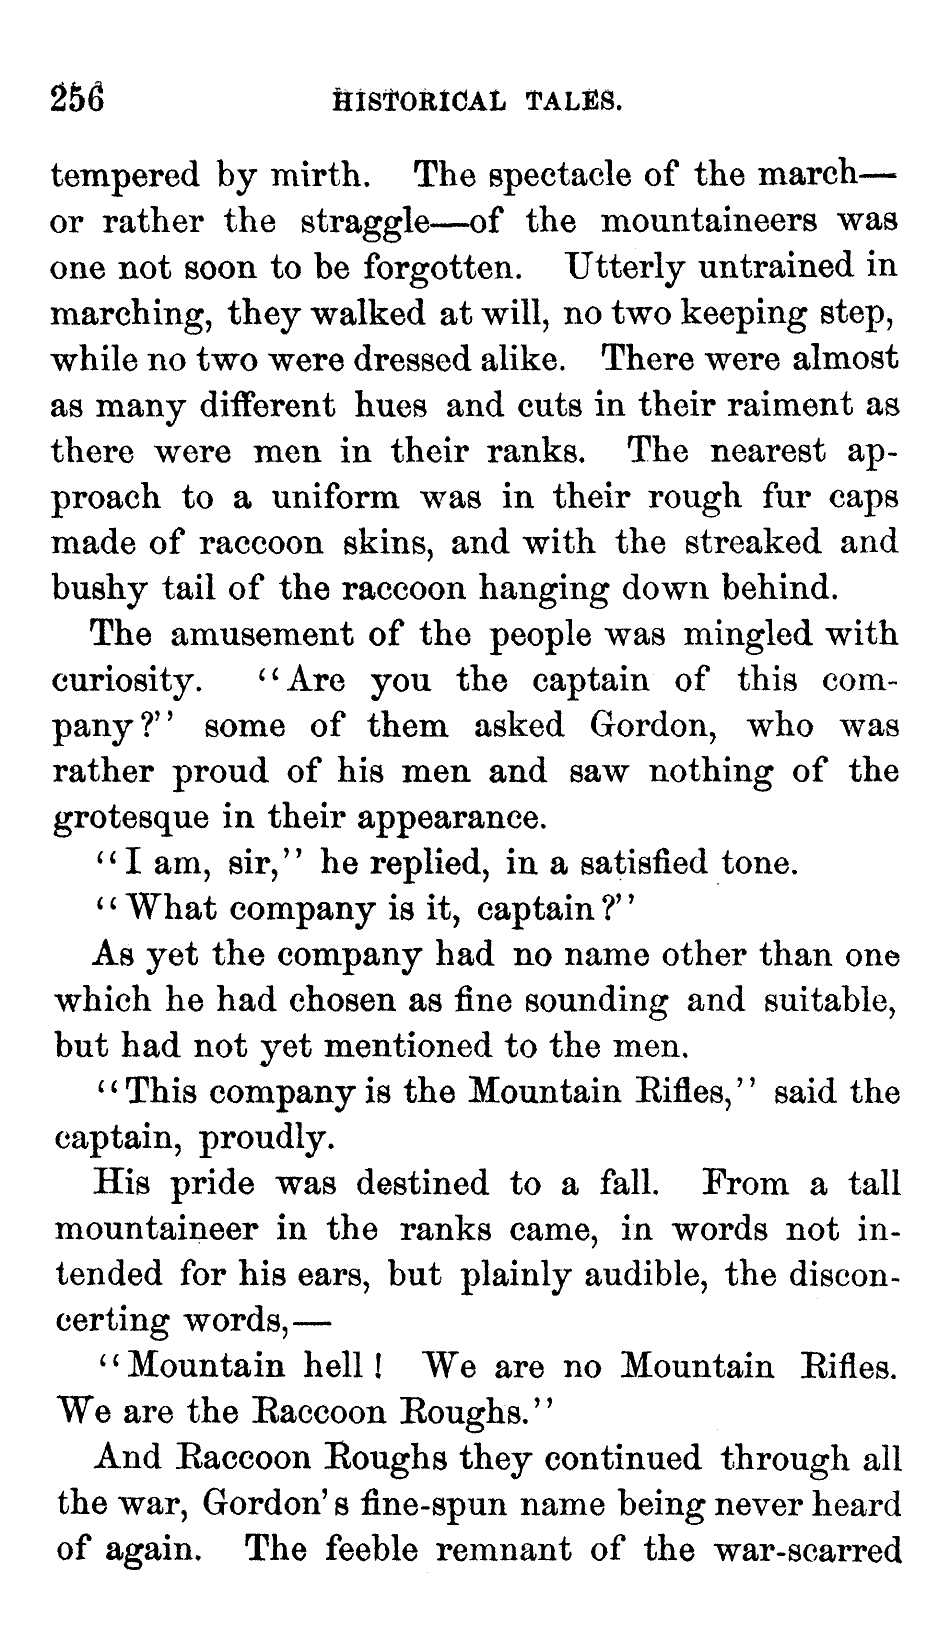 256 HISTORICAL TALES.
tempered by mirth. The spectacle of the march—
or rather the straggle—of the mountaineers was
one not soon to be forgotten. Utterly untrained in
marching, they walked at will, no two keeping step,
while no two were dressed alike. There were almost
as many different hues and cuts in their raiment as
there were men in their ranks. The nearest ap-
proach to a uniform was in their rough fur caps
made of raccoon skins, and with the streaked and
bushy tail of the raccoon hanging down behind.
The amusement of the people was mingled with
curiosity. “Are you the captain of this com-
pany?” some of them asked Gordon, who was
rather proud of his men and saw nothing of the
grotesque in their appearance.
“I am, sir,” he replied, in a satisfied tone.
“What company is it, captain?”
As yet the company had no name other than one
which he had chosen as fine sounding and suitable,
but had not yet mentioned to the men.
“This company is the Mountain Rifles,” said the
captain, proudly.
His pride was destined to a fall. From a tall
mountaineer in the ranks came, in words not in-
tended for his ears, but plainly audible, the discon-
certing words,—
“Mountain hell! We are no Mountain Rifles.
We are the Raccoon Roughs.”
And Raccoon Roughs they continued through all
the war, Gordon’s fine-spun name being never heard
of again. The feeble remnant of the war-scarred